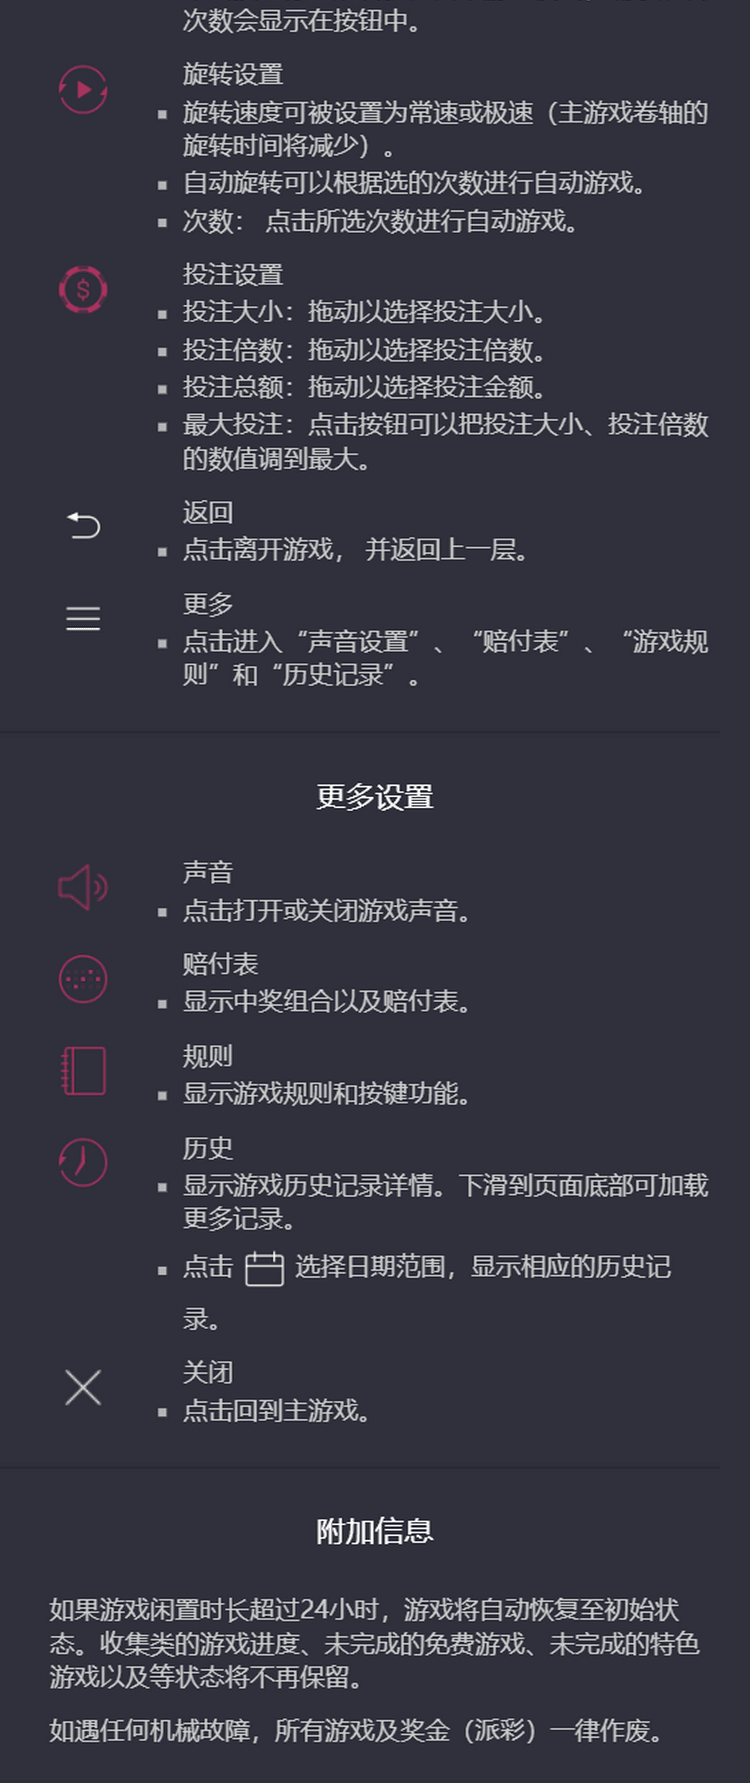 次数会显示在按钮中。
旋转设置
▪ 旋转速度可被设置为常速或极速（主游戏卷轴的
旋转时间将减少）。
▪ 自动旋转可以根据选的次数进行自动游戏。
▪ 次数： 点击所选次数进行自动游戏。
投注设置
▪ 投注大小：拖动以选择投注大小。
▪ 投注倍数：拖动以选择投注倍数。
▪ 投注总额：拖动以选择投注金额。
▪ 最大投注：点击按钮可以把投注大小、投注倍数
的数值调到最大。
返回
▪ 点击离开游戏， 并返回上一层。
更多
▪ 点击进入“声音设置”、“赔付表”、“游戏规
则”和“历史记录”。
更多设置
声音
▪ 点击打开或关闭游戏声音。
赔付表
▪ 显示中奖组合以及赔付表。
规则
▪ 显示游戏规则和按键功能。
历史
▪ 显示游戏历史记录详情。下滑到页面底部可加载
更多记录。
▪ 点击 选择日期范围，显示相应的历史记
录。
关闭
▪ 点击回到主游戏。
附加信息
如果游戏闲置时长超过24小时，游戏将自动恢复至初始状
态。收集类的游戏进度、未完成的免费游戏、未完成的特色
游戏以及等状态将不再保留。
如遇任何机械故障，所有游戏及奖金（派彩）一律作废。